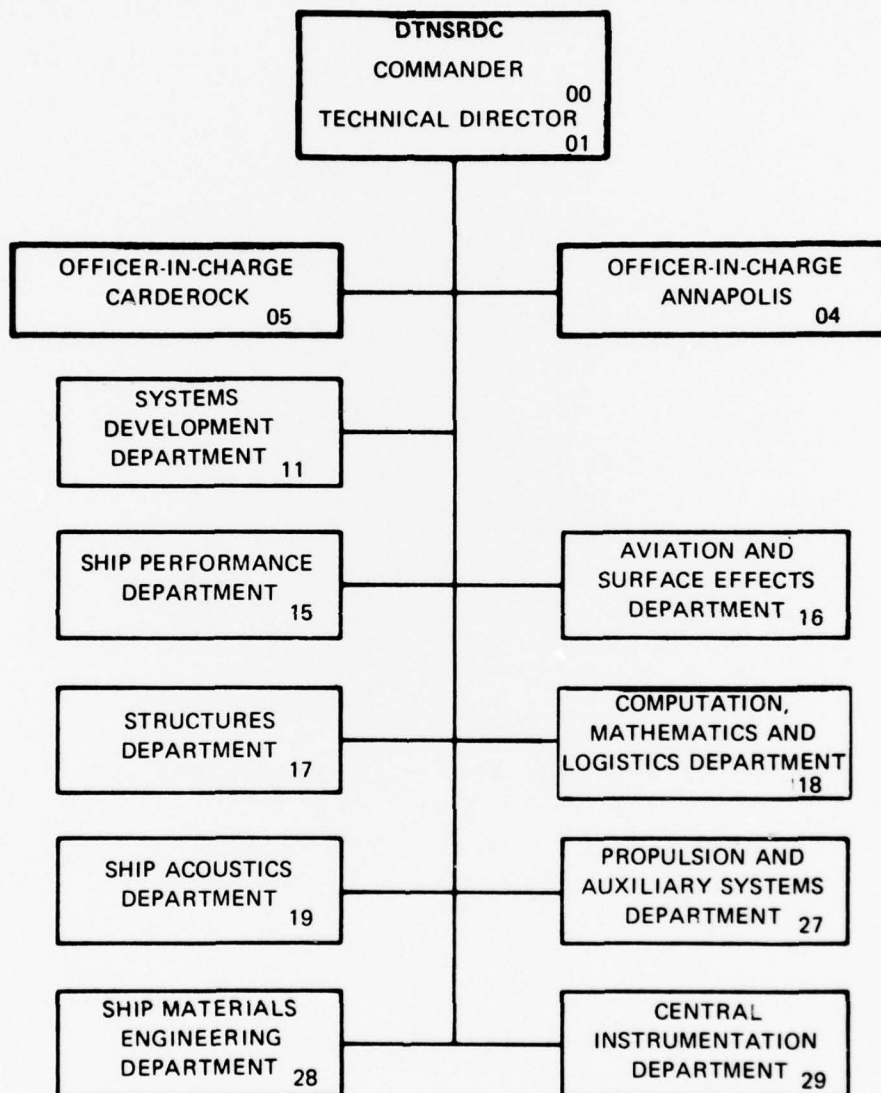 DTNSRDC
COMMANDER
00
TECHNICAL DIRECTOR
01
OFFICER-IN-CHARGE
CARDEROCK
05
OFFICER-IN-CHARGE
ANNAPOLIS
04
SYSTEMS
DEVELOPMENT
DEPARTMENT
11
SHIP PERFORMANCE
DEPARTMENT
15
AVIATION AND
SURFACE EFFECTS
DEPARTMENT
16
STRUCTURES
DEPARTMENT
17
COMPUTATION,
MATHEMATICS AND
LOGISTICS DEPARTMENT
18
SHIP ACOUSTICS
DEPARTMENT
19
PROPULSION AND
AUXILIARY SYSTEMS
DEPARTMENT
27
SHIP MATERIALS
ENGINEERING
DEPARTMENT
28
CENTRAL
INSTRUMENTATION
DEPARTMENT
29